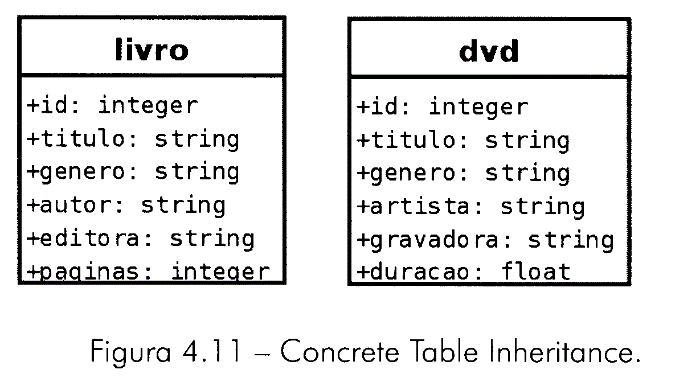 livro
+id: integer
+titulo: string
+genero: string
+autor: string
+editora: string
+paginas: integer
dvd
+id: integer
+titulo: string
+genero: string
+artista: string
+gravadora: string
+duracao: float
Figura 4.11 – Concrete Table Inheritance.